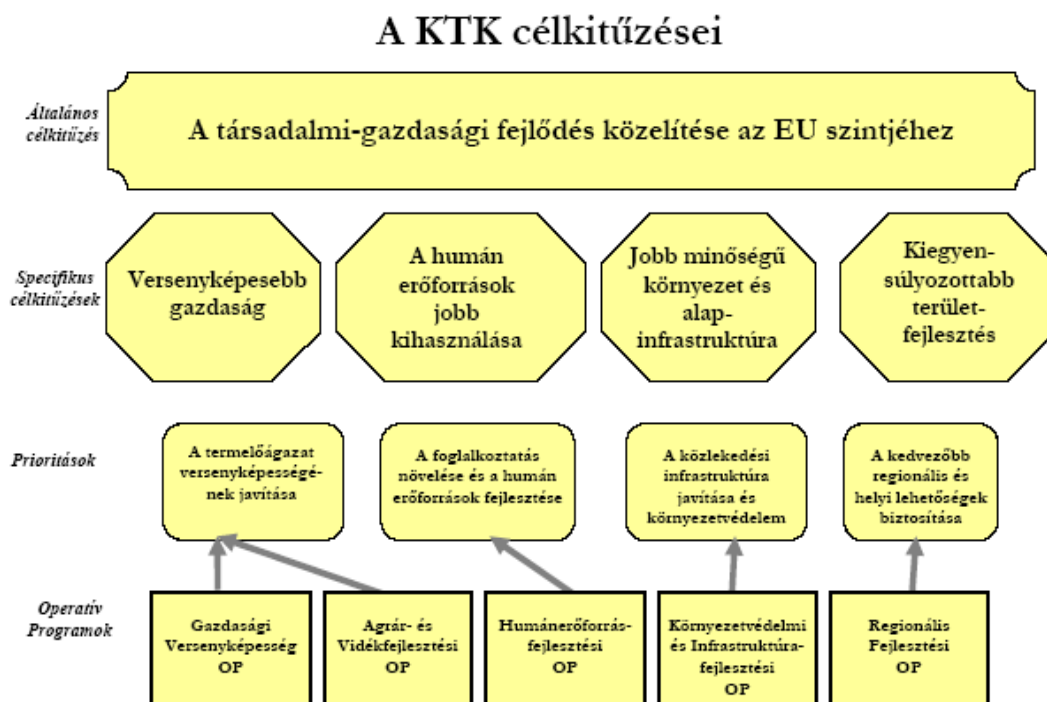 A KTK célkitűzései
Általános
célkitűzés
A társadalmi-gazdasági fejlődés közelítése az EU szintjéhez
Specifikus
célkitűzések
Versenyképesebb
gazdaság
A humán
erőforrások
jobb
kihasználása
Jobb minőségű
környezet és
alap-
infrastruktúra
Kiegyen-
súlyozottabb
terület-
fejlesztés
Prioritások
A termelőágazat
versenyképességé-
nek javítása
A foglalkoztatás
növelése és a humán
erőforrások fejlesztése
A közlekedési
infrastruktúra
javítása és
környezetvédelem
A kedvezőbb
regionális és
helyi lehetőségek
biztosítása
Operatív
Programok
Gazdasági
Versenyképesség
OP
Agrár- és
Vidékfejlesztési
OP
Humánerőforrás-
fejlesztési
OP
Környezetvédelmi
és Infrastruktúra-
fejlesztési
OP
Regionális
Fejlesztési
OP